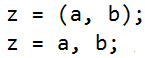 z = (a, b);
z = a, b;